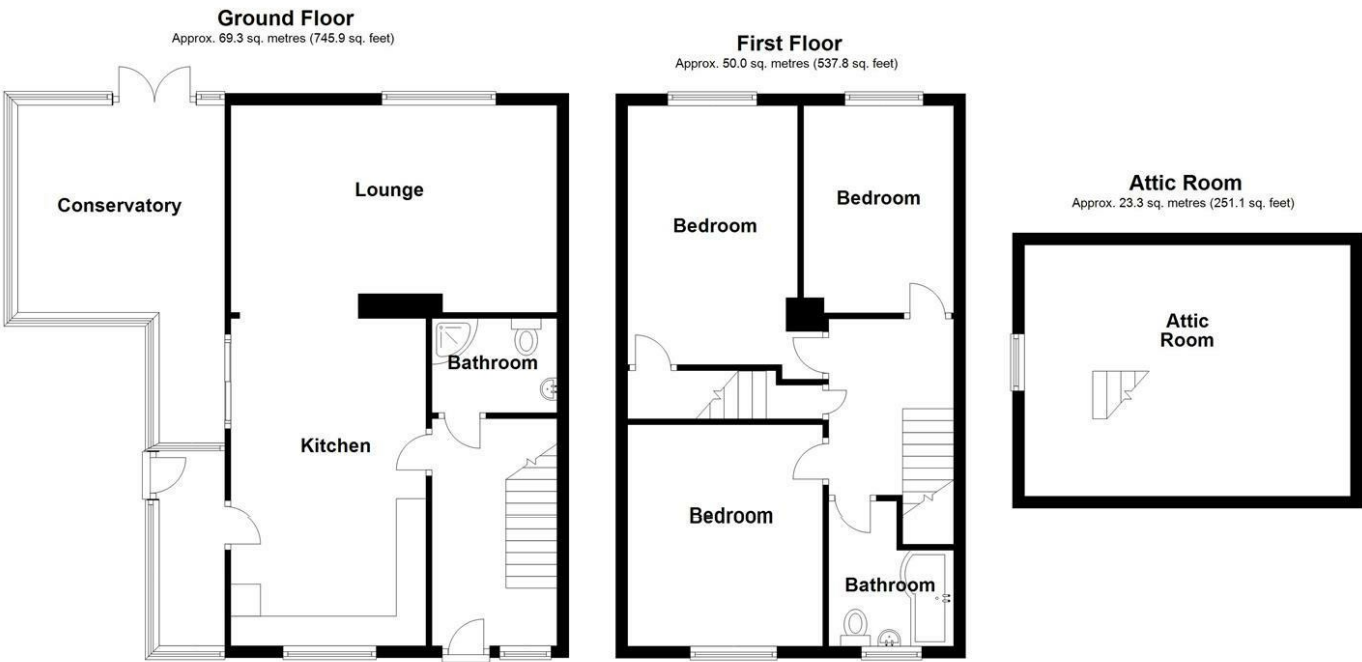 Ground Floor
Approx. 69.3 sq. metres (745.9 sq. feet)
Conservatory
Lounge
Bathroom
Kitchen
First Floor
Approx. 50.0 sq. metres (537.8 sq. feet)
Bedroom
Bedroom
Bedroom
Bathroom
Attic Room
Approx. 23.3 sq. metres (251.1 sq. feet)
Attic
Room